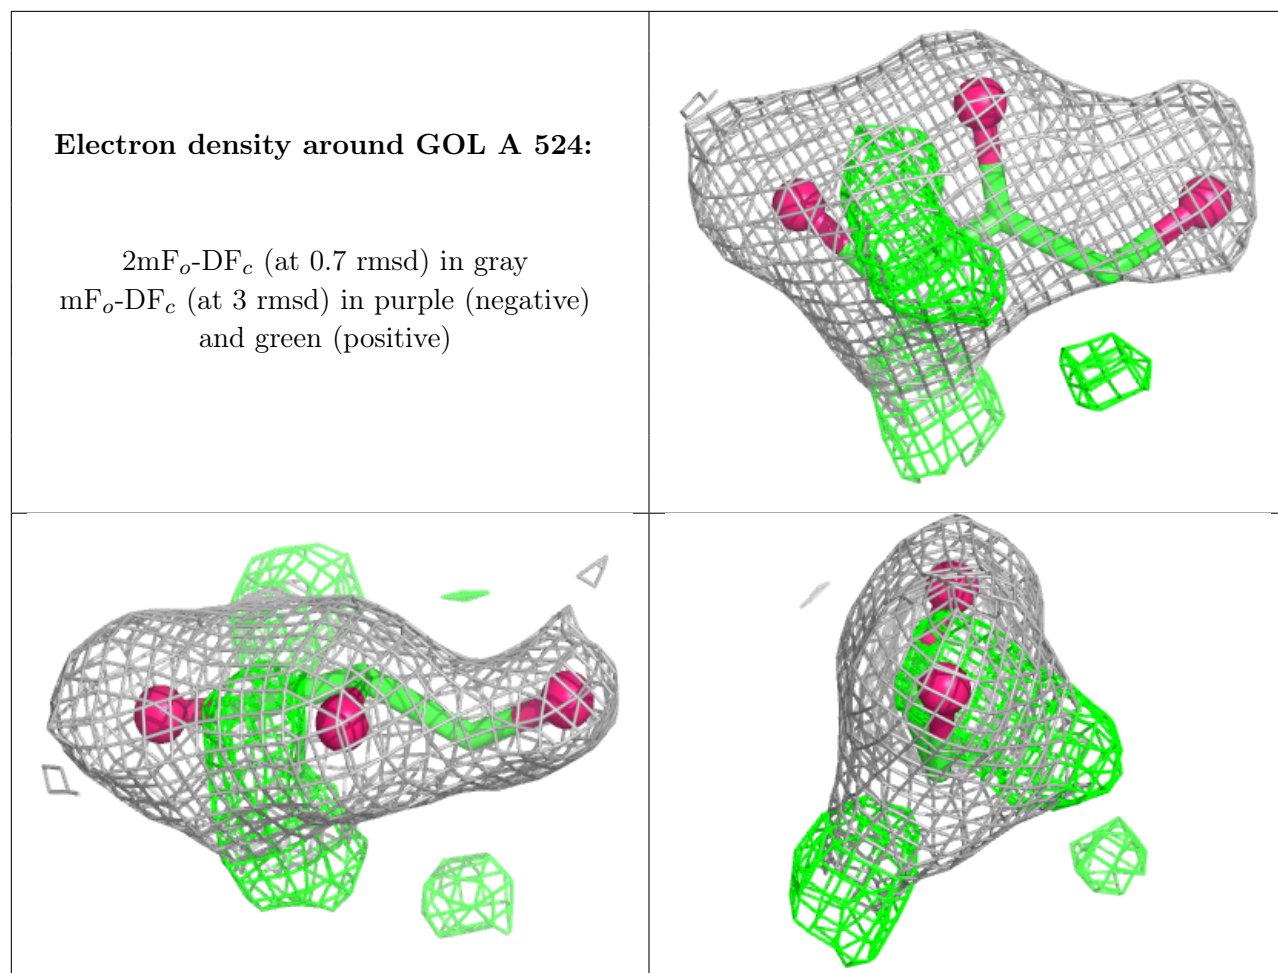 Electron density around GOL A 524:
2mFo-DFc (at 0.7 rmsd) in gray
mFo-DFc (at 3 rmsd) in purple (negative)
and green (positive)